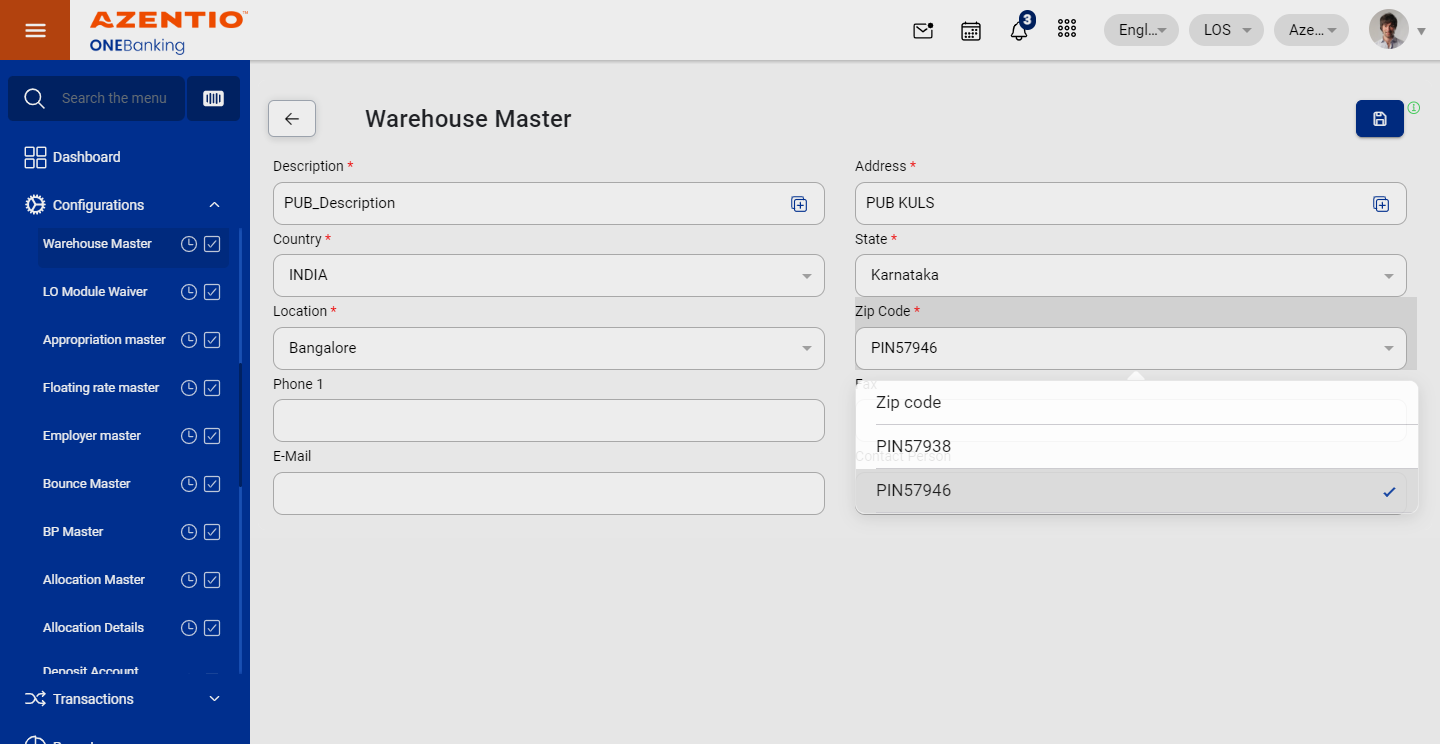 AZENTIO™
ONEBanking
3
Engl...
LOS
Aze...
Search the menu
Dashboard
Configurations
Warehouse Master
LO Module Waiver
Appropriation master
Floating rate master
Employer master
Bounce Master
BP Master
Allocation Master
Allocation Details
Deposit Account
Transactions
Warehouse Master
Description *
PUB_Description
Address *
PUB KULS
Country *
INDIA
State *
Karnataka
Location *
Bangalore
Zip Code *
PIN57946
Phone 1
Fax
Zip code
PIN57938
E-Mail
Contact Person
PIN57946